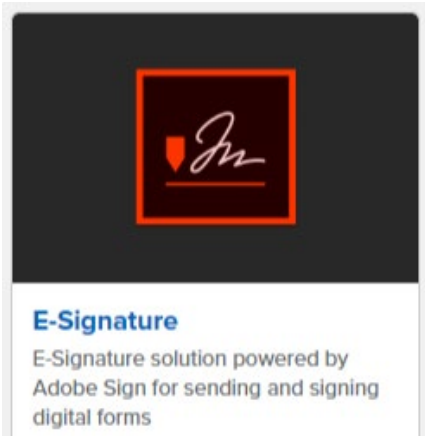 E-Signature
E-Signature solution powered by
Adobe Sign for sending and signing
digital forms